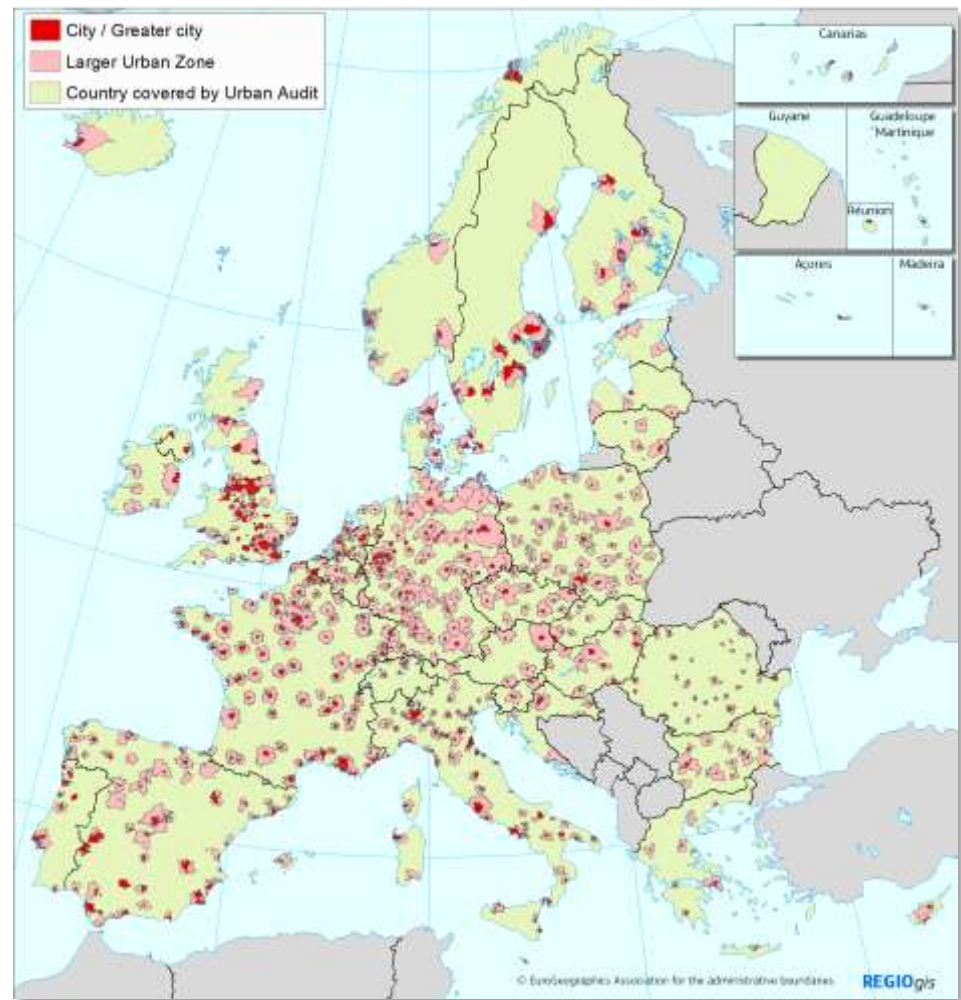 City / Greater city
Larger Urban Zone
Country covered by Urban Audit
Canarias
Guyane
Guadeloupe
Martinique
Réunion
Açores
Madeira
© EuroGeographics Association for the administrative boundaries
REGIOgis